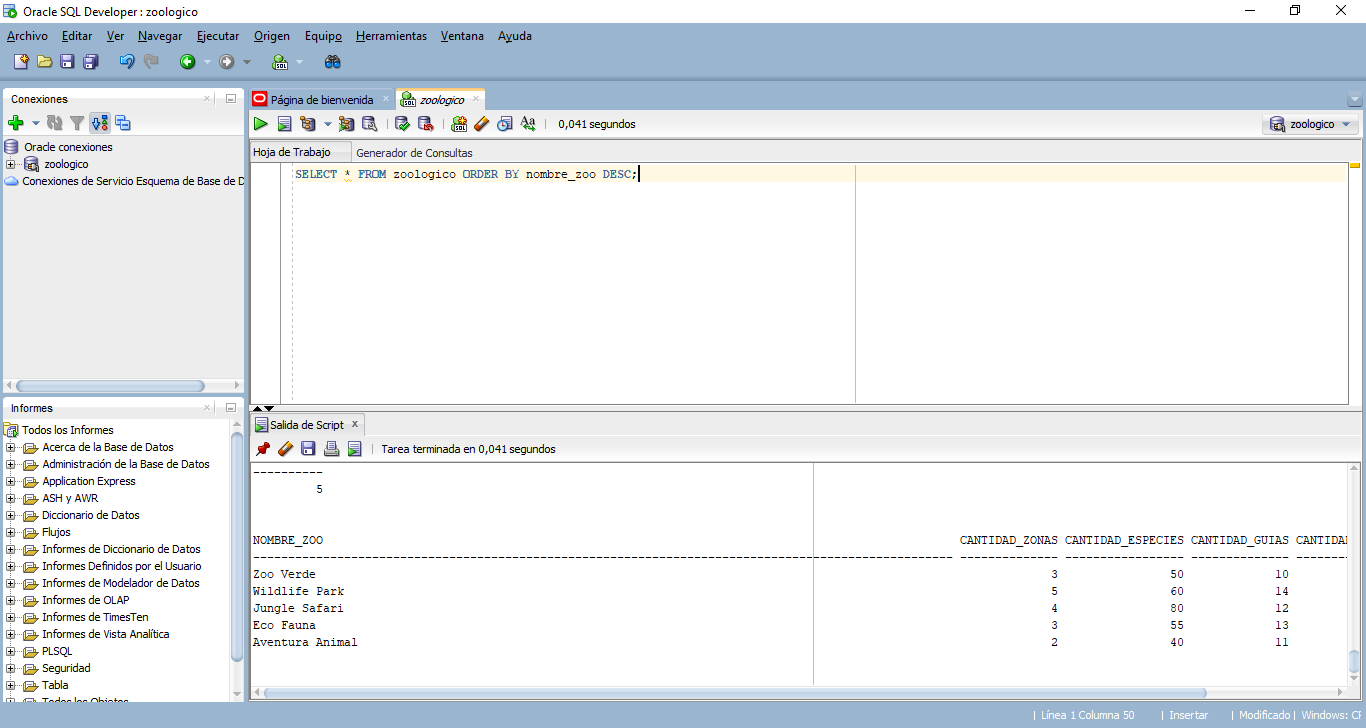 Oracle SQL Developer : zoologico
Archivo Editar Ver Navegar Ejecutar Origen Equipo Herramientas Ventana Ayuda
Conexiones
Oracle conexiones
zoologico
Conexiones de Servicio Esquema de Base de D
Informes
Todos los Informes
Acerca de la Base de Datos
Administración de la Base de Datos
Application Express
ASH y AWR
Diccionario de Datos
Flujos
Informes de Diccionario de Datos
Informes Definidos por el Usuario
Informes de Modelador de Datos
Informes de OLAP
Informes de TimesTen
Informes de Vista Analítica
PLSQL
Seguridad
Tabla
Todos los Objetos
Página de bienvenida zoologico
0,041 segundos zoologico
Hoja de Trabajo Generador de Consultas
SELECT * FROM zoologico ORDER BY nombre_zoo DESC;
Salida de Script
Tarea terminada en 0,041 segundos
----------
5
NOMBRE_ZOO CANTIDAD_ZONAS CANTIDAD_ESPECIES CANTIDAD_GUIAS CANTIDAD
Zoo Verde 3 50 10
Wildlife Park 5 60 14
Jungle Safari 4 80 12
Eco Fauna 3 55 13
Aventura Animal 2 40 11
Línea 1 Columna 50 | Insertar | Modificado | Windows: CR